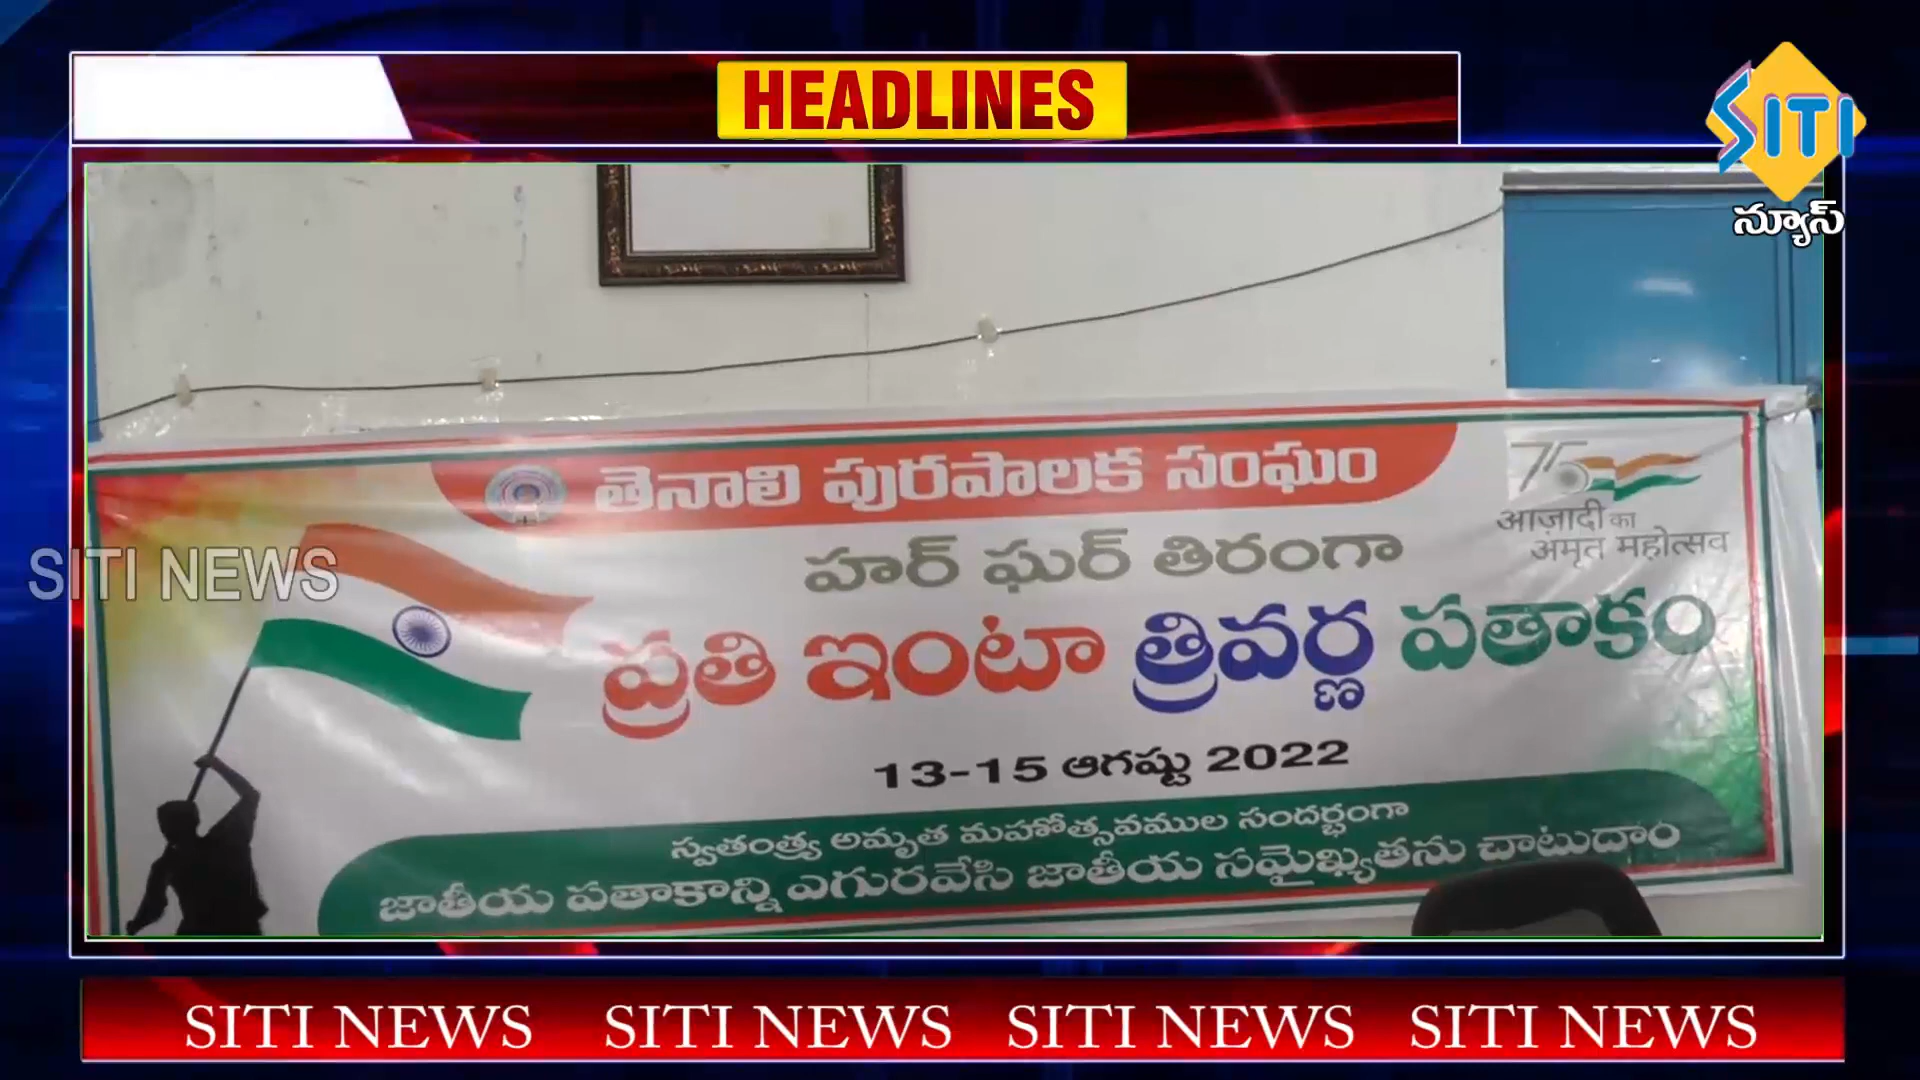 HEADLINES
SITI
న్యూస్
తెనాలి పురపాలక సంఘం
75
आज़ादी का
अमृत महोत्सव
హర్ ఘర్ తిరంగా
SITI NEWS
ప్రతి ఇంటా త్రివర్ణ పతాకం
13-15 ఆగష్టు 2022
స్వతంత్ర్య అమృత మహోత్సవముల సందర్భంగా
జాతీయ పతాకాన్ని ఎగురవేసి జాతీయ సమైఖ్యతను చాటుదాం
SITI NEWS SITI NEWS SITI NEWS SITI NEWS